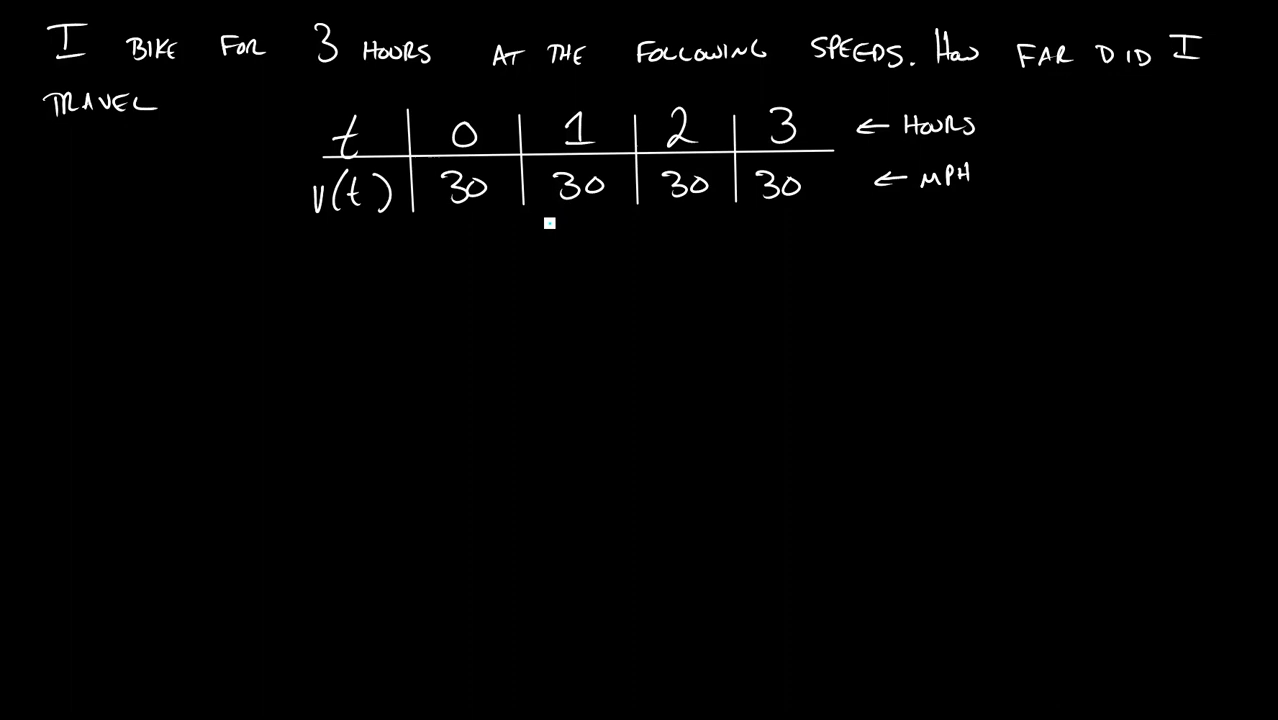 I BIKE FOR 3 HOURS AT THE FOLLOWING SPEEDS. HOW FAR DID I
TRAVEL
t 0 1 2 3 ← HOURS
v(t) 30 30 30 30 ← MPH